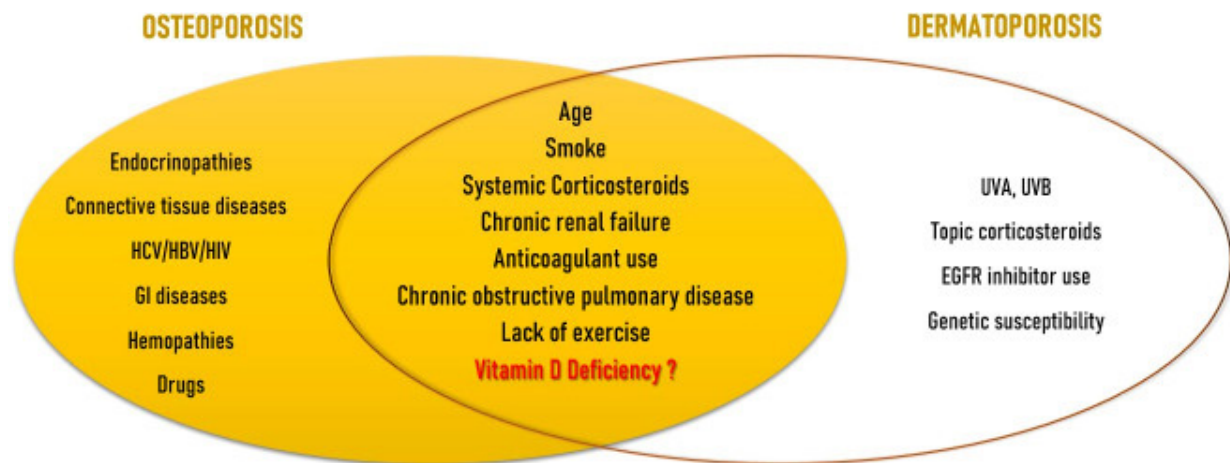 OSTEOPOROSIS
DERMATOPOROSIS
Endocrinopathies
Connective tissue diseases
HCV/HBV/HIV
GI diseases
Hemopathies
Drugs
Age
Smoke
Systemic Corticosteroids
Chronic renal failure
Anticoagulant use
Chronic obstructive pulmonary disease
Lack of exercise
Vitamin D Deficiency ?
UVA, UVB
Topic corticosteroids
EGFR inhibitor use
Genetic susceptibility